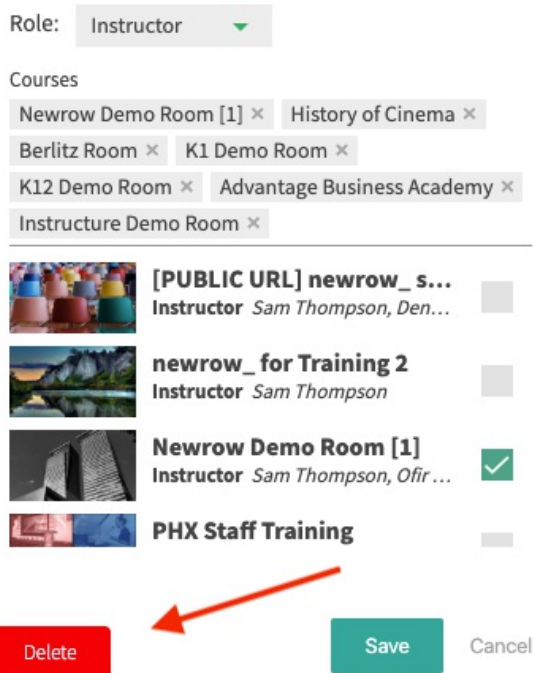 Role: Instructor
Courses
Newrow Demo Room [1] × History of Cinema ×
Berlitz Room × K1 Demo Room ×
K12 Demo Room × Advantage Business Academy ×
Instructure Demo Room ×
[PUBLIC URL] newrow_ s...
Instructor Sam Thompson, Den...
newrow_ for Training 2
Instructor Sam Thompson
Newrow Demo Room [1]
Instructor Sam Thompson, Ofir ...
PHX Staff Training
Delete Save Cancel